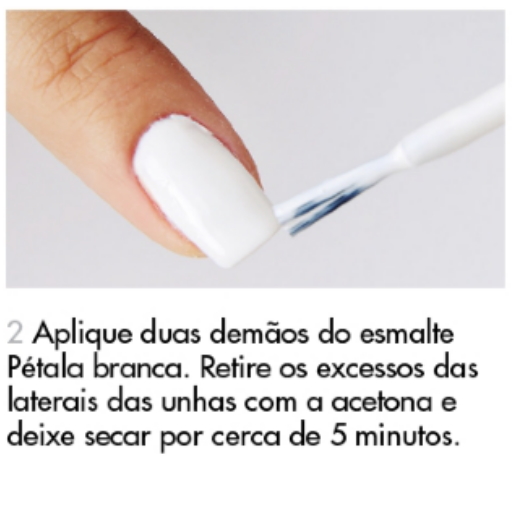 2 Aplique duas demãos do esmalte
Pétala branca. Retire os excessos das
laterais das unhas com a acetona e
deixe secar por cerca de 5 minutos.